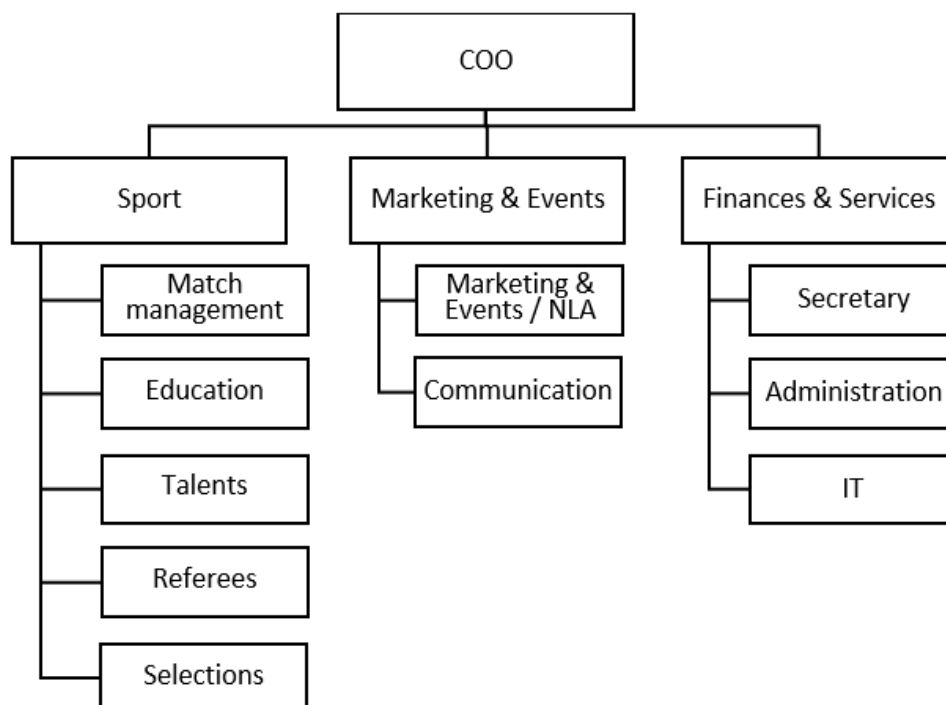 COO
Sport
Marketing & Events
Finances & Services
Match
management
Marketing &
Events / NLA
Secretary
Education
Communication
Administration
Talents
IT
Referees
Selections